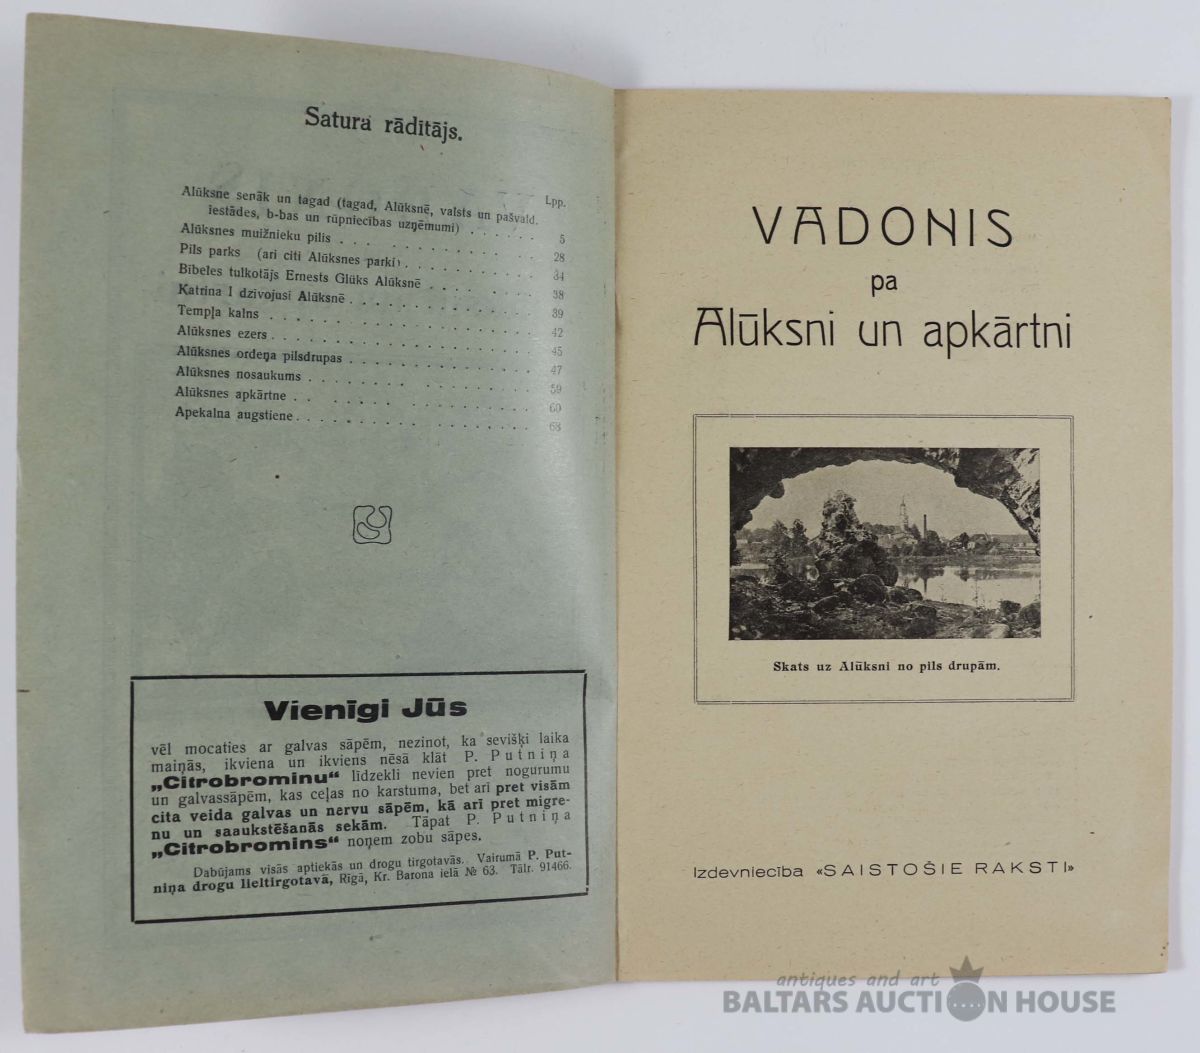 Satura rādītājs.
Lpp.
Alūksne senāk un tagad (tagad, Alūksnē, valsts un pašvald.
iestādes, b-bas un rūpniecības uzņēmumi) . . . . . . 5
Alūksnes muižnieku pilis . . . . . . . . . 28
Pils parks (ari citi Alūksnes parki) . . . . . . . 34
Bībeles tulkotājs Ernests Glüks Alūksnē . . . . . . 38
Katrina I dzīvojusi Alūksnē . . . . . . . . . 39
Tempļa kalns . . . . . . . . . . . . 42
Alūksnes ezers . . . . . . . . . . . . 45
Alūksnes ordeņa pilsdrupas . . . . . . . . . 47
Alūksnes nosaukums . . . . . . . . . . 59
Alūksnes apkārtne . . . . . . . . . . . 60
Apekalna augstiene . . . . . . . . . . . 68
Vienīgi Jūs
vēl mocaties ar galvas sāpēm, nezinot, ka sevišķi laika
maiņās, ikviena un ikviens nēsā klāt P. Putniņa
„Citrobrominu“ līdzekli nevien pret nogurumu
un galvassāpēm, kas ceļas no karstuma, bet arī pret visām
cita veida galvas un nervu sāpēm, kā arī pret migre-
nu un saaukstēšanās sekām. Tāpat P. Putniņa
„Citrobromins“ noņem zobu sāpes.
Dabūjams visās aptiekās un drogu tirgotavās. Vairumā P. Put-
niņa drogu lieltirgotavā, Rīgā, Kr. Barona ielā № 63. Tālr. 91466.
VADONIS
pa
Alūksni un apkārtni
Skats uz Alūksni no pils drupām.
Izdevniecība «SAISTOŠIE RAKSTI»
antiques and art
BALTARS AUCTION HOUSE